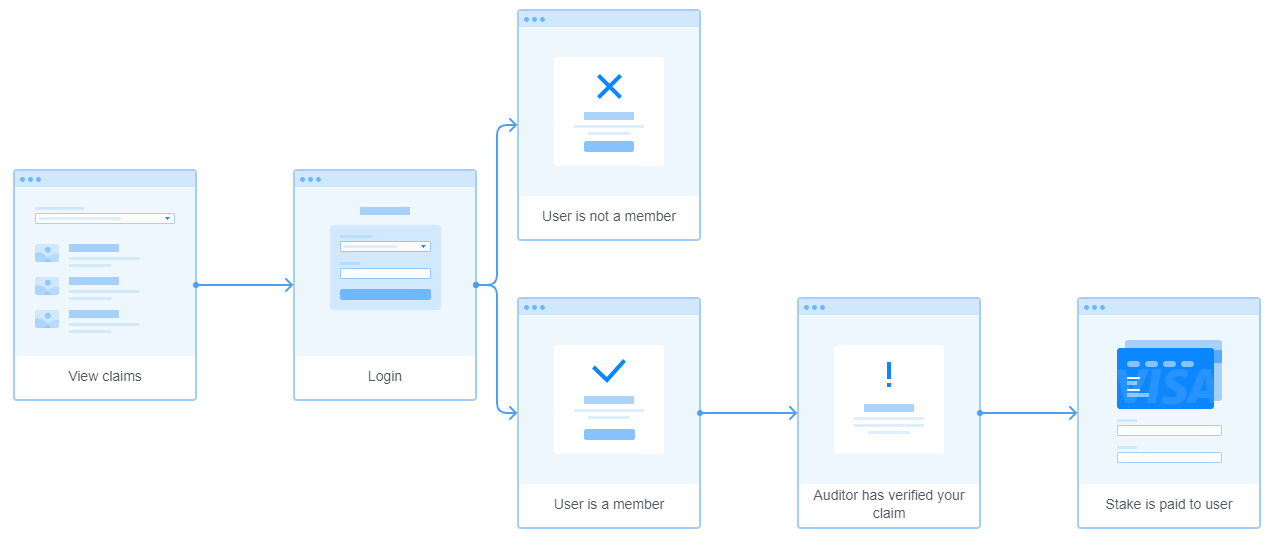 User is not a member
View claims
Login
User is a member
Auditor has verified your
claim
VISA
Stake is paid to user